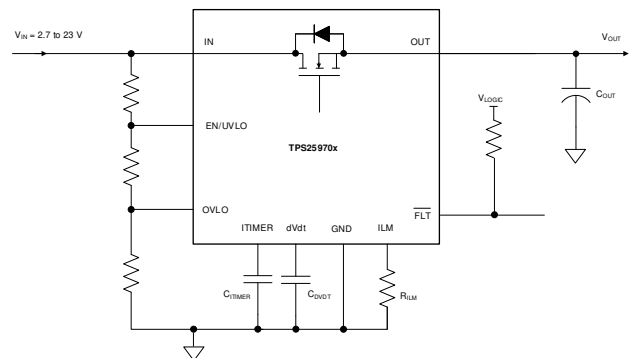 V_IN = 2.7 to 23 V
IN
OUT
V_OUT
V_LOGIC
C_OUT
EN/UVLO
TPS25970x
OVLO
FLT
ITIMER
dVdt
GND
ILM
C_ITIMER
C_DVDT
R_ILM